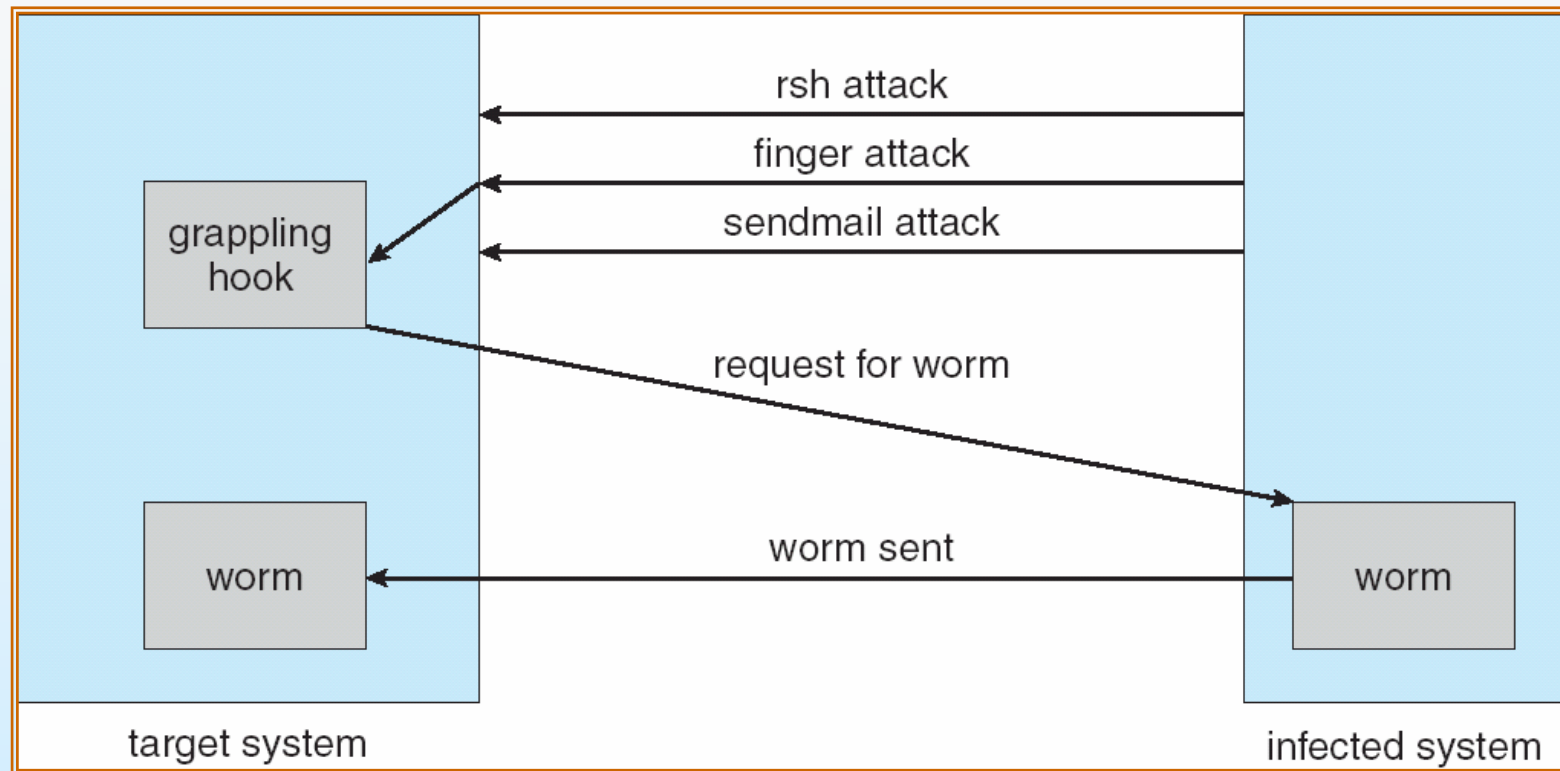 rsh attack
finger attack
sendmail attack
grappling
hook
request for worm
worm sent
worm
worm
target system
infected system